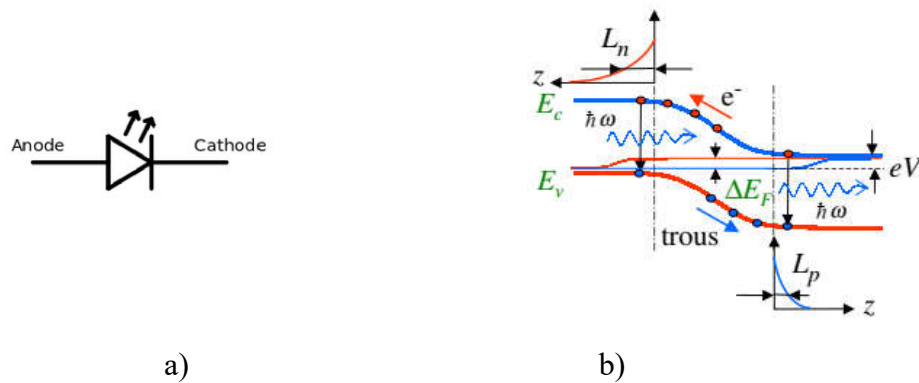 Anode Cathode
a)
L_n
z
E_c
e⁻
ħω
E_v
ΔE_F
eV
ħω
trous
L_p
z
b)